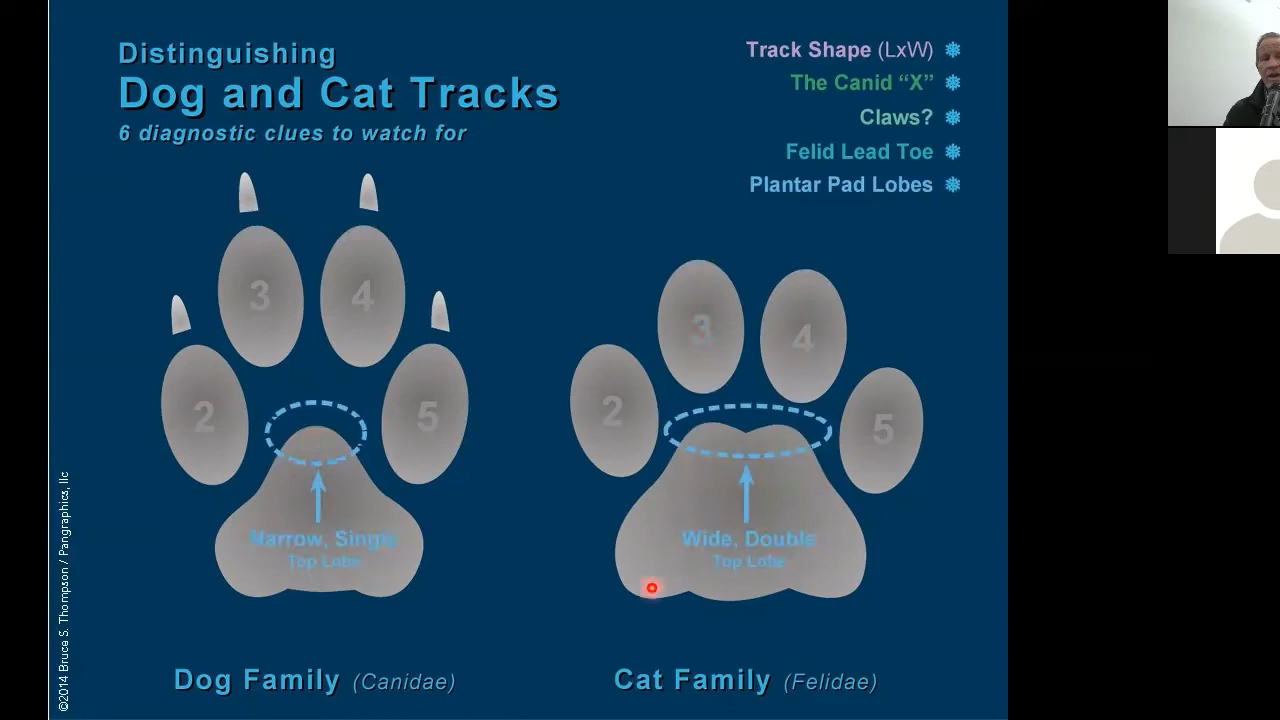 Distinguishing
Dog and Cat Tracks
6 diagnostic clues to watch for
Track Shape (LxW)
The Canid “X”
Claws?
Felid Lead Toe
Plantar Pad Lobes
3
4
2
5
Narrow, Single
Top Lobe
3
4
2
5
Wide, Double
Top Lobe
Dog Family (Canidae)
Cat Family (Felidae)
©2014 Bruce S. Thompson / Pangraphics, llc